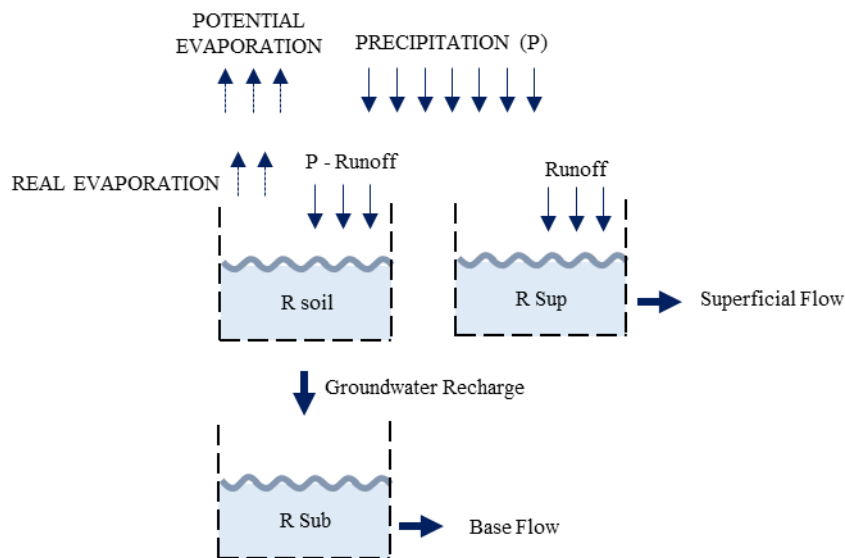 POTENTIAL
EVAPORATION
PRECIPITATION (P)
REAL EVAPORATION
P - Runoff
Runoff
R soil
R Sup
Superficial Flow
Groundwater Recharge
R Sub
Base Flow